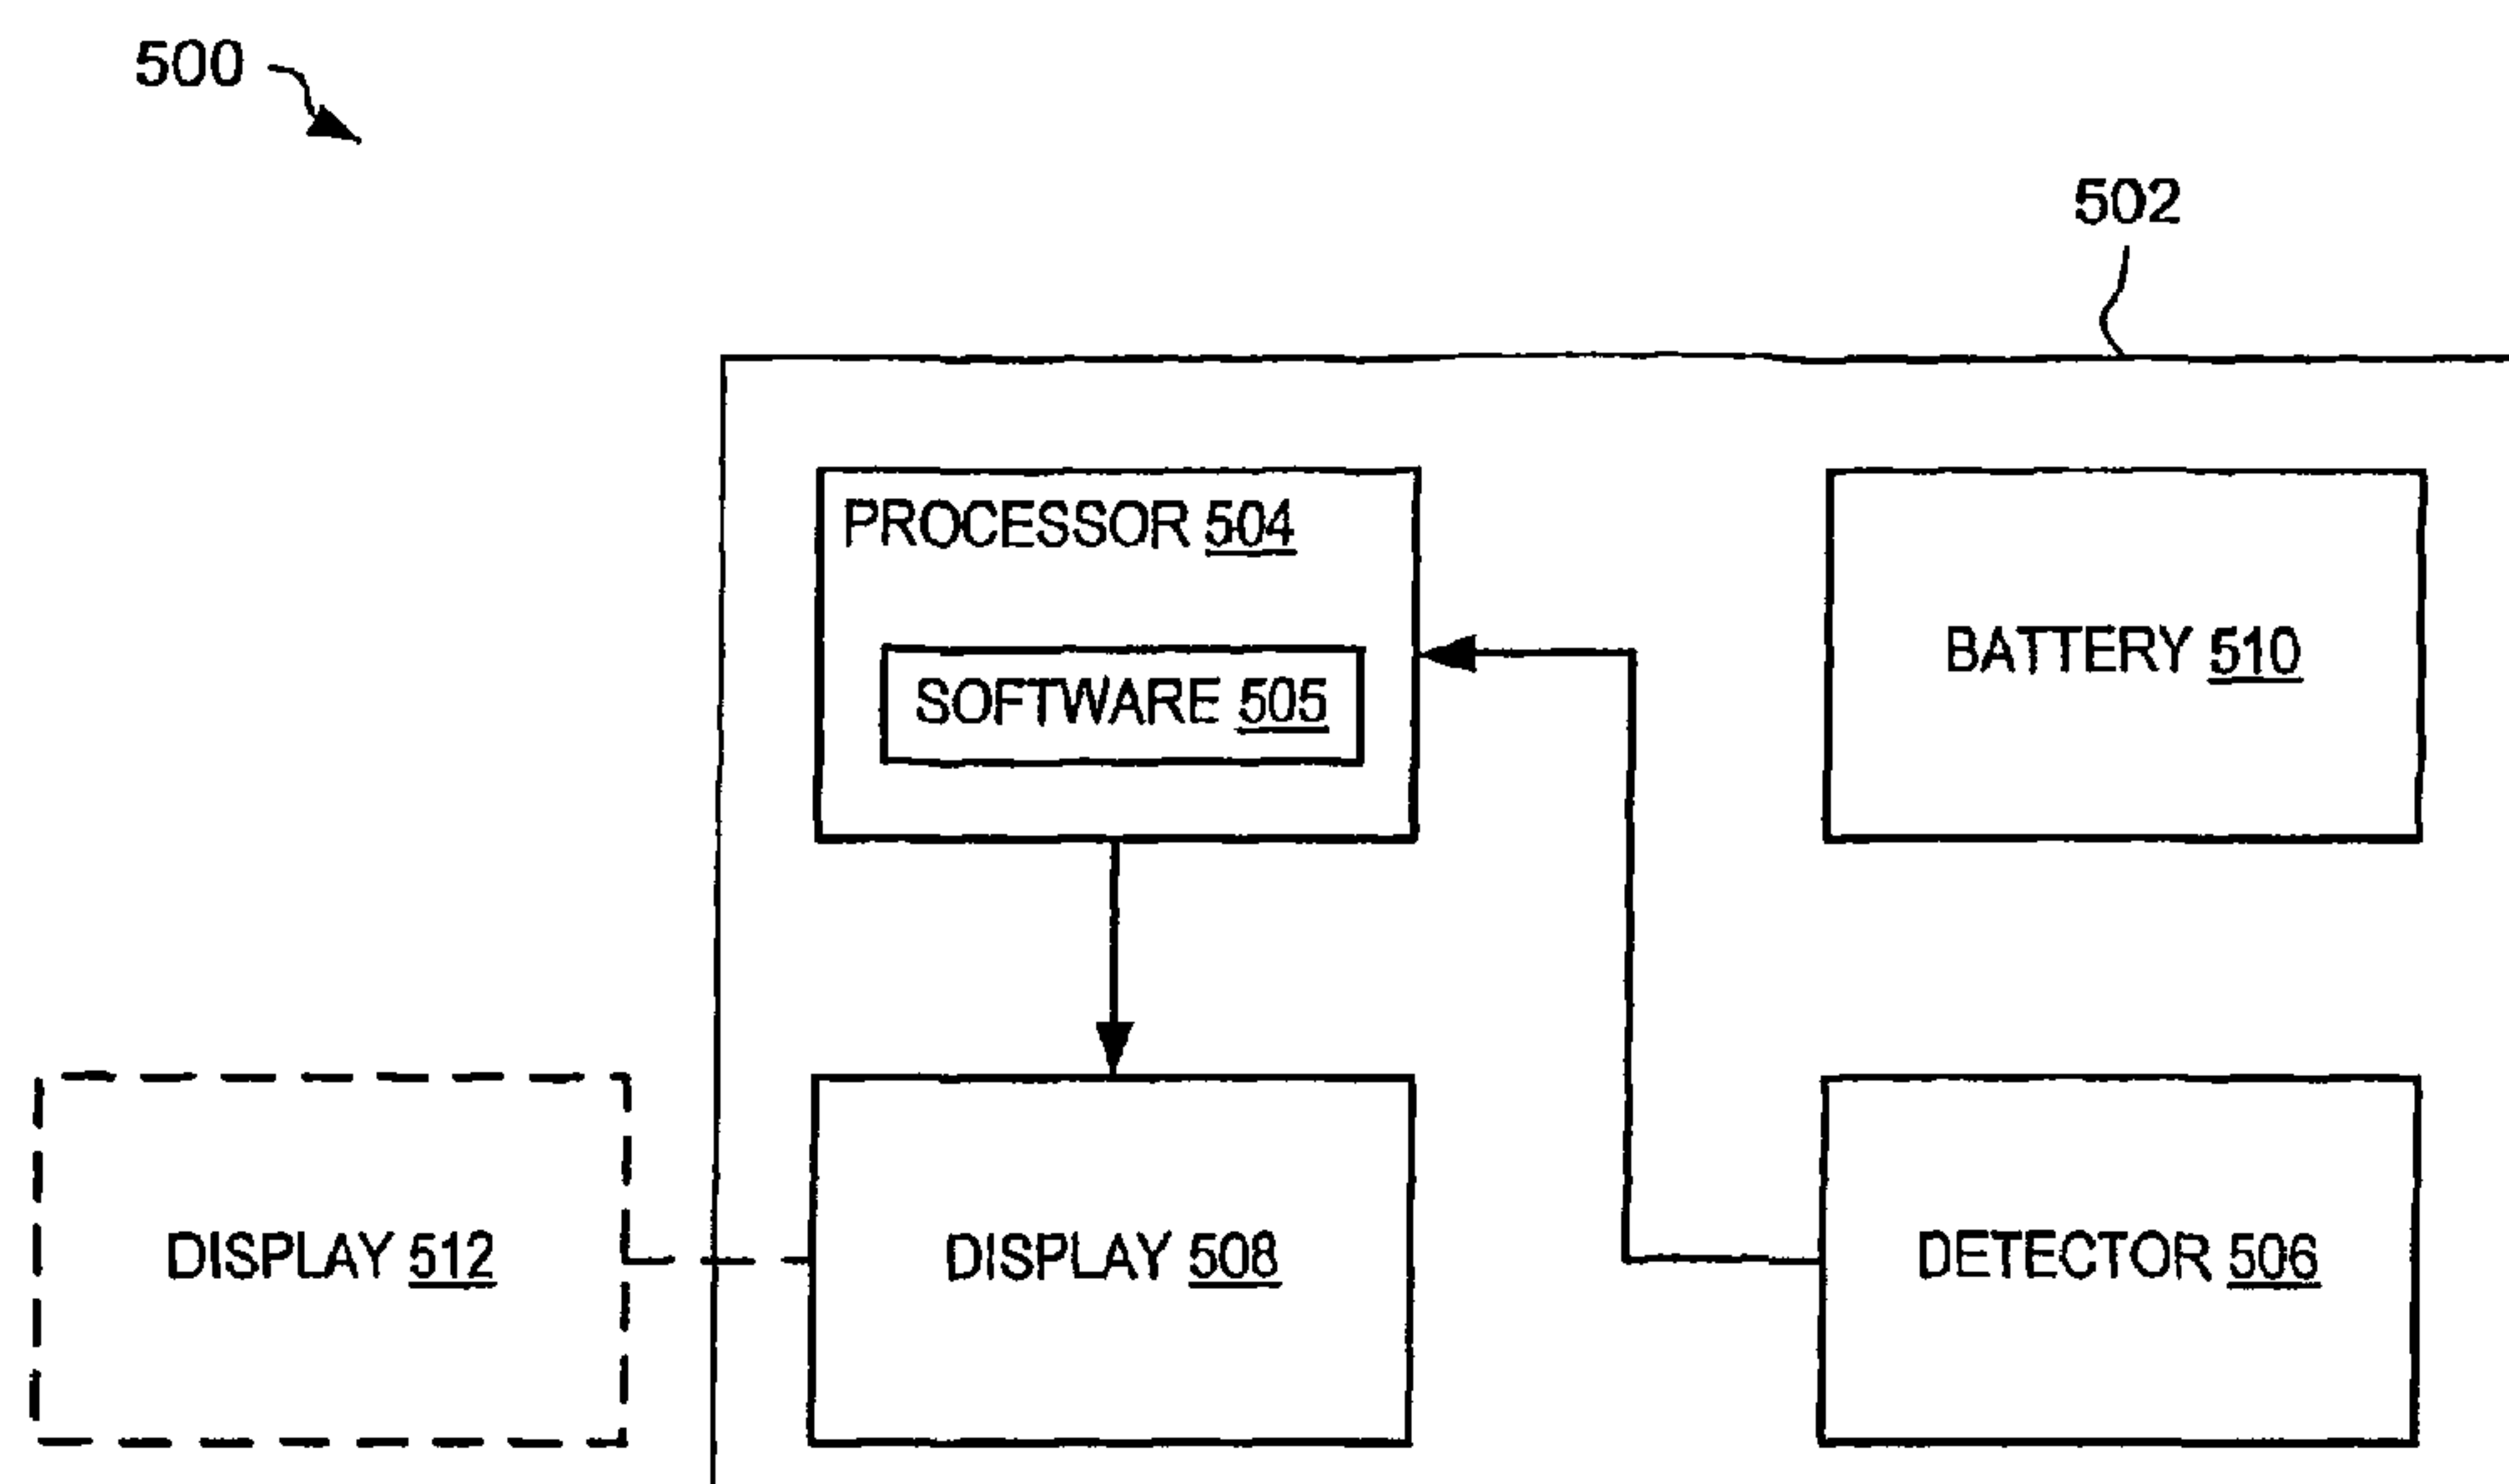 500
502
PROCESSOR 504
SOFTWARE 505
BATTERY 510
DISPLAY 512
DISPLAY 508
DETECTOR 506